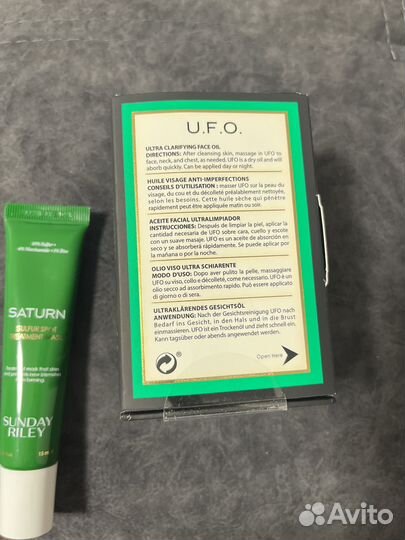 U.F.O.
ULTRA CLARIFYING FACE OIL
DIRECTIONS: After cleansing skin, massage in UFO to
face, neck, and chest, as needed. UFO is a dry oil and will
absorb quickly. Can be applied day or night.
HUILE VISAGE ANTI-IMPERFECTIONS
CONSEILS D'UTILISATION : masser UFO sur la peau du
visage, du cou et du décolleté préalablement nettoyée,
selon les besoins. Cette huile sèche qui pénètre
rapidement peut être appliquée matin ou soir.
ACEITE FACIAL ULTRALIMPIADOR
INSTRUCCIONES: Después de limpiar la piel, aplicar la
cantidad necesaria de UFO sobre cara, cuello y escote
con un suave masaje. UFO es un aceite de absorción en
seco y se absorberá rápidamente. Se puede aplicar por
la mañana o por la noche.
OLIO VISO ULTRA SCHIARENTE
MODO D'USO: Dopo aver pulito la pelle, massaggiare
UFO su viso, collo e décolleté, come necessario. UFO è un
olio secco ad assorbimento rapido. Può essere applicato
di giorno o di sera.
ULTRAKLÄRENDES GESICHTSÖL
ANWENDUNG: Nach der Gesichtsreinigung UFO nach
Bedarf ins Gesicht, in den Hals und in die Brust
einmassieren. UFO ist ein Trockenöl und zieht schnell ein.
Kann tagsüber oder abends angewendet werden.
Open Here
10% Sulfur +
SATURN
SULFUR SPOT
TREATMENT MASK
SUNDAY
RILEY
15 m
Avito